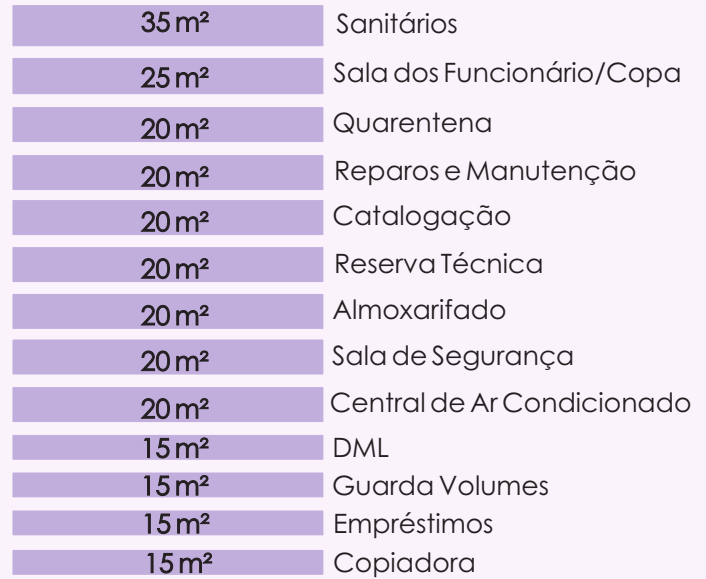 35 m² Sanitários
25 m² Sala dos Funcionário/Copa
20 m² Quarentena
20 m² Reparos e Manutenção
20 m² Catalogação
20 m² Reserva Técnica
20 m² Almoxarifado
20 m² Sala de Segurança
20 m² Central de Ar Condicionado
15 m² DML
15 m² Guarda Volumes
15 m² Empréstimos
15 m² Copiadora